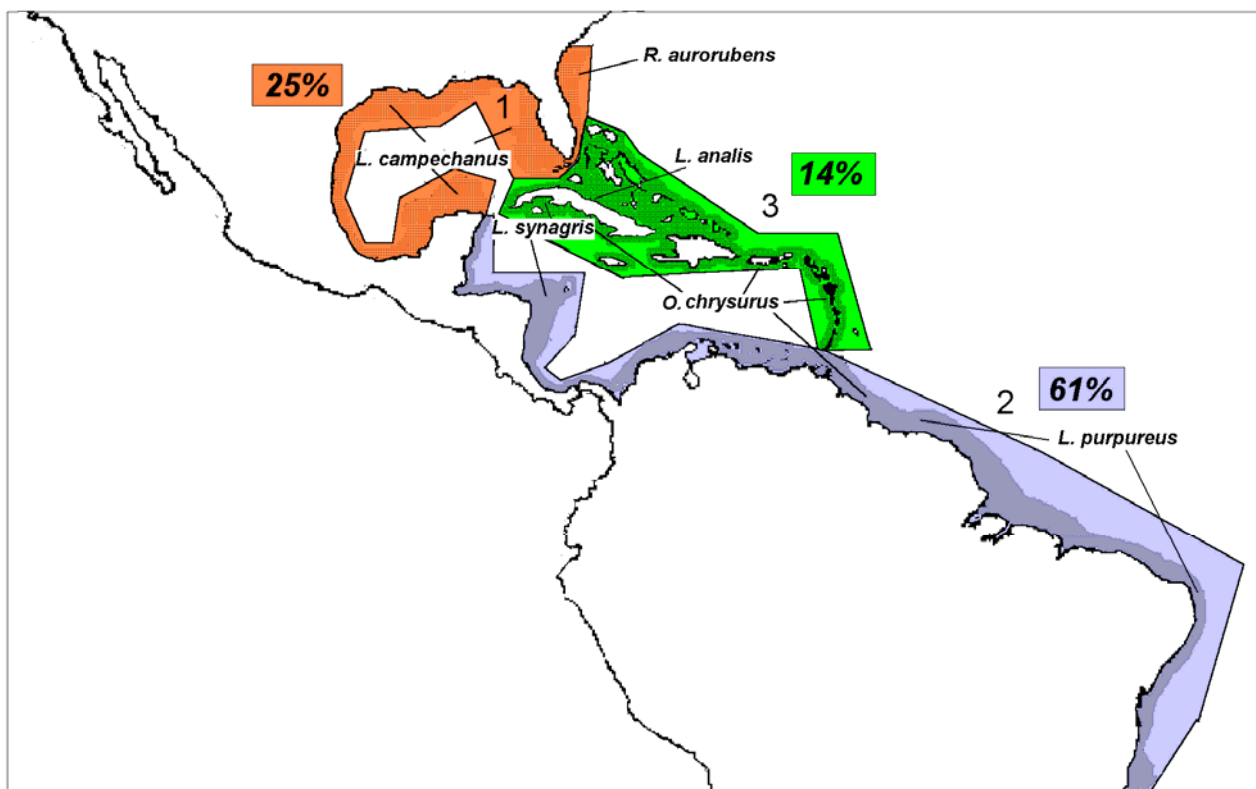 R. aurorubens
25%
1
L. campechanus
L. analis
14%
3
L. synagris
O. chrysurus
61%
2
L. purpureus